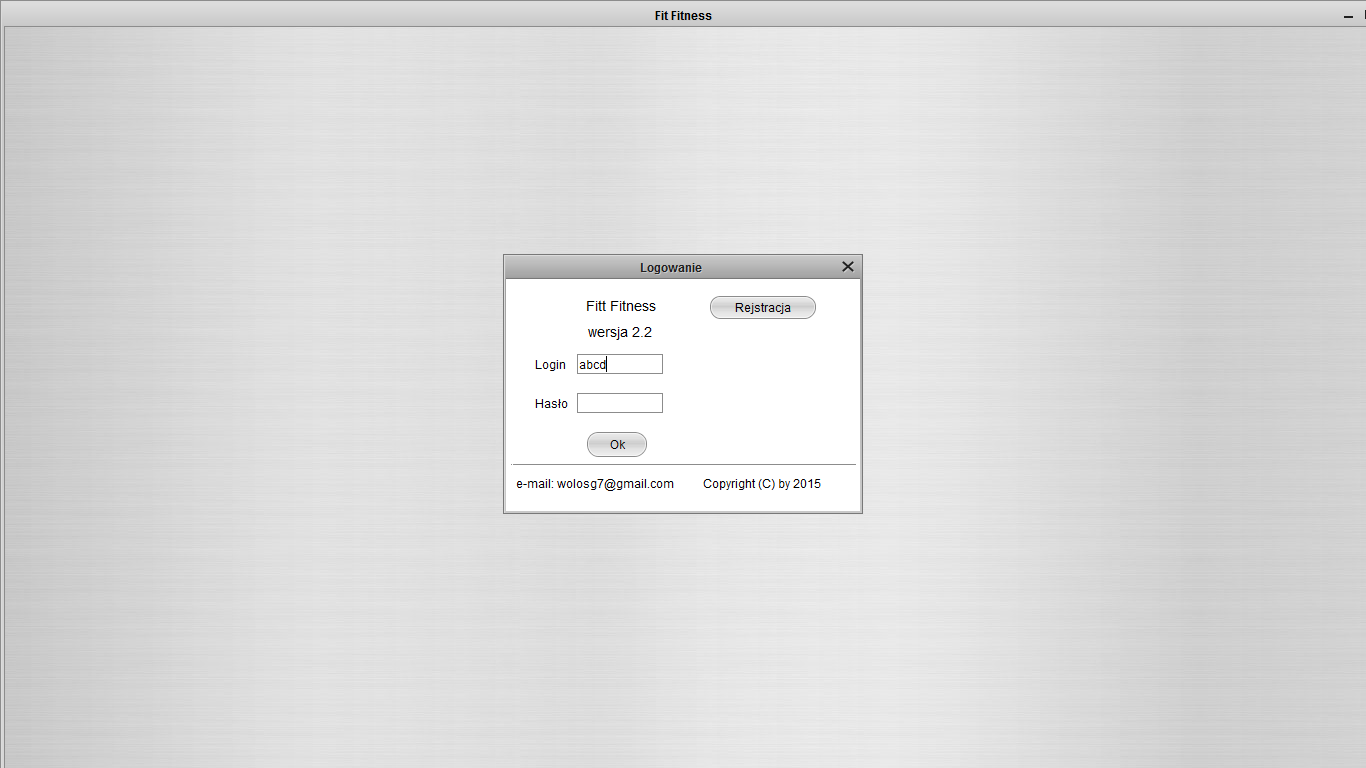 Fit Fitness
Logowanie
Fitt Fitness
Rejstracja
wersja 2.2
Login abcd
Hasło
Ok
e-mail: wolosg7@gmail.com Copyright (C) by 2015